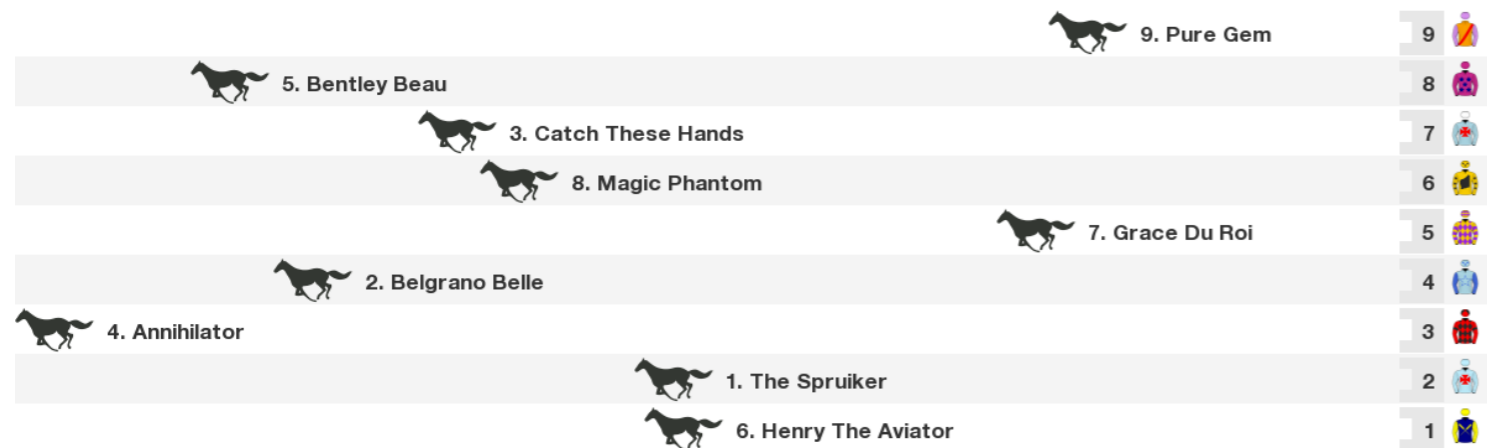 9. Pure Gem 9
5. Bentley Beau 8
3. Catch These Hands 7
8. Magic Phantom 6
7. Grace Du Roi 5
2. Belgrano Belle 4
4. Annihilator 3
1. The Spruiker 2
6. Henry The Aviator 1